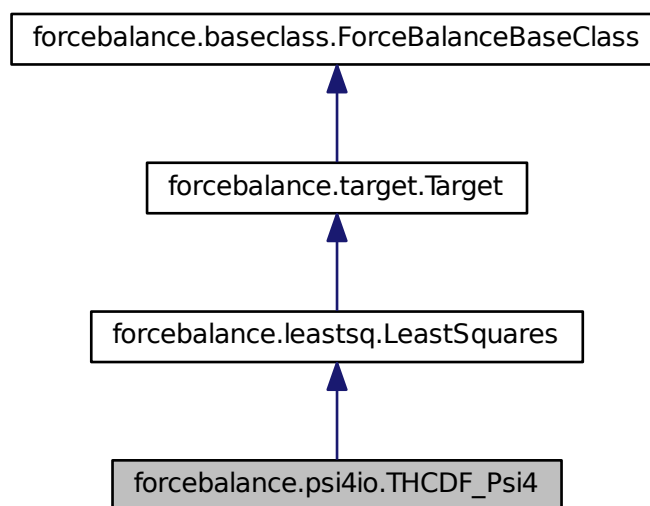 forcebalance.baseclass.ForceBalanceBaseClass
forcebalance.target.Target
forcebalance.leastsq.LeastSquares
forcebalance.psi4io.THCDF_Psi4